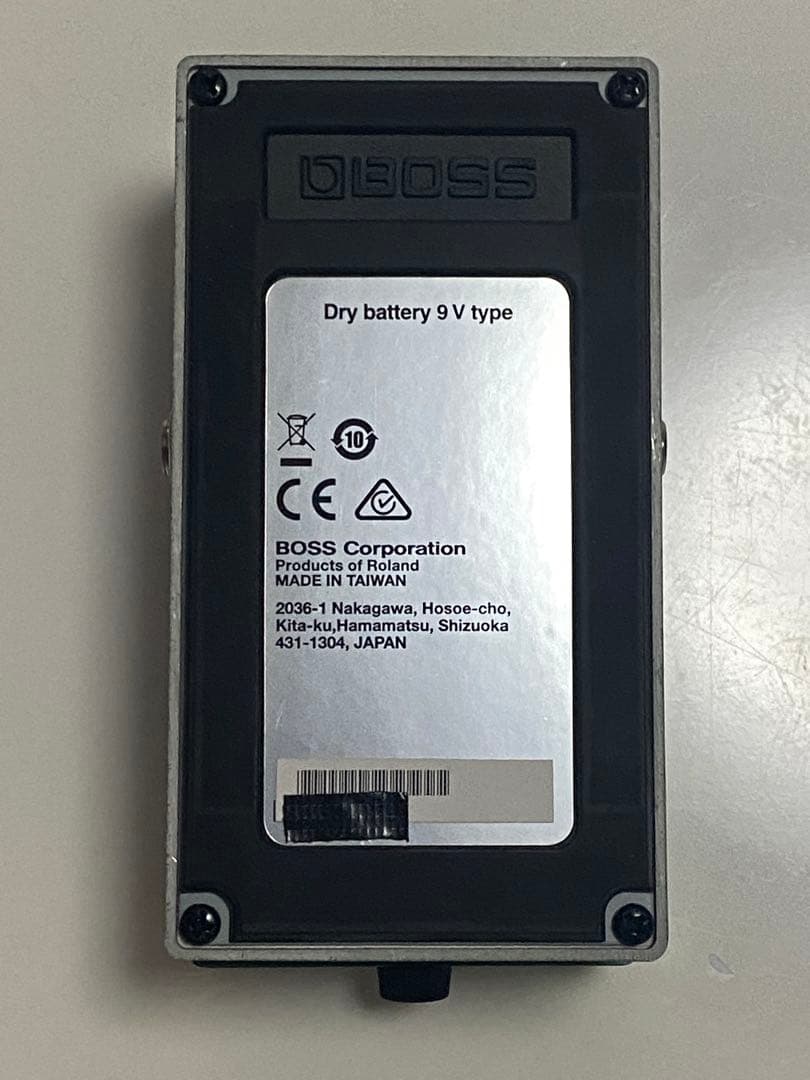 BOSS
Dry battery 9 V type
10
CE
BOSS Corporation
Products of Roland
MADE IN TAIWAN
2036-1 Nakagawa, Hosoe-cho,
Kita-ku,Hamamatsu, Shizuoka
431-1304, JAPAN